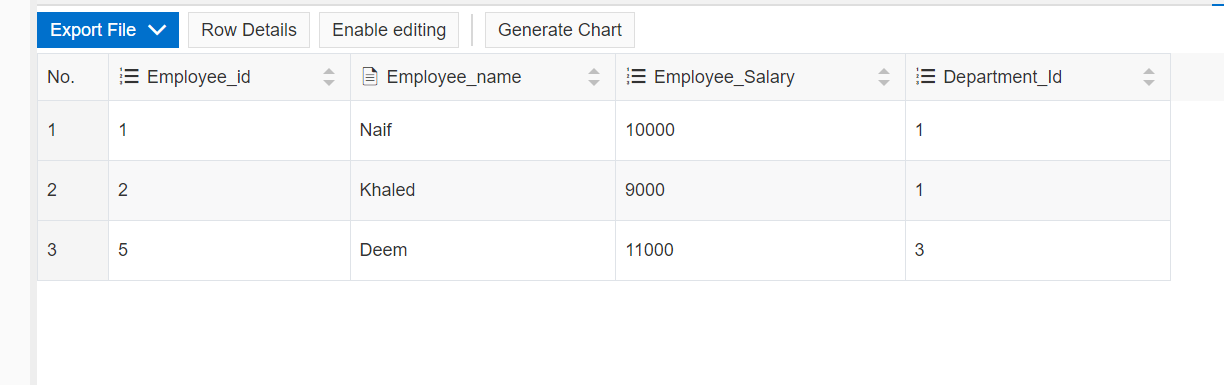 Export File Row Details Enable editing Generate Chart
No. Employee_id Employee_name Employee_Salary Department_Id
1 1 Naif 10000 1
2 2 Khaled 9000 1
3 5 Deem 11000 3